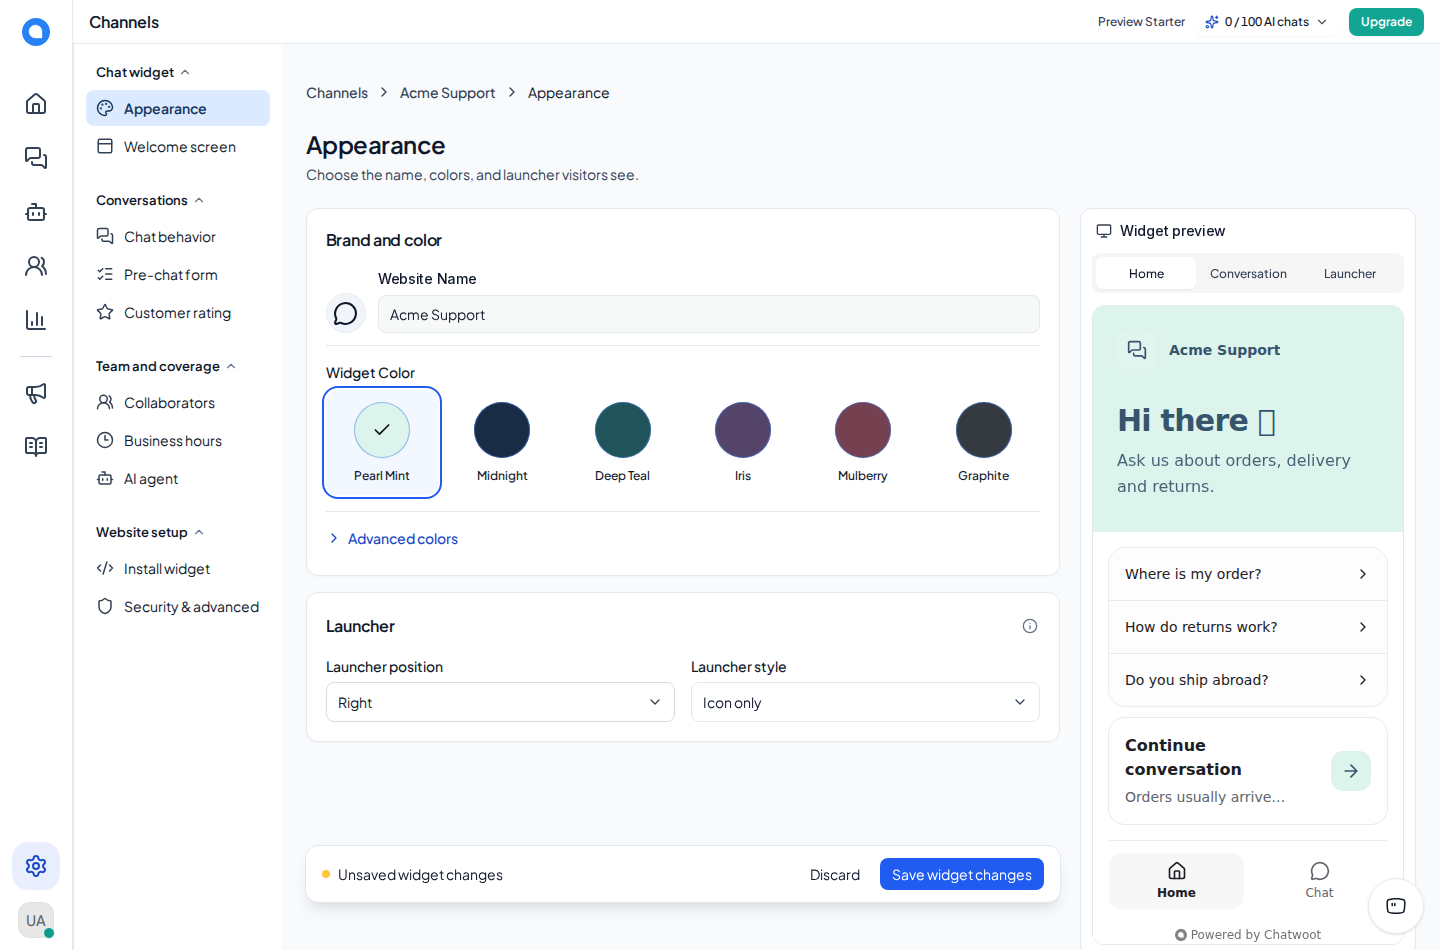 Channels
Preview Starter
0 / 100 AI chats
Upgrade
Chat widget
Appearance
Welcome screen
Conversations
Chat behavior
Pre-chat form
Customer rating
Team and coverage
Collaborators
Business hours
AI agent
Website setup
Install widget
Security & advanced
UA
Channels > Acme Support > Appearance
Appearance
Choose the name, colors, and launcher visitors see.
Brand and color
Website Name
Acme Support
Widget Color
Pearl Mint
Midnight
Deep Teal
Iris
Mulberry
Graphite
Advanced colors
Launcher
Launcher position
Launcher style
Right
Icon only
Unsaved widget changes
Discard
Save widget changes
Widget preview
Home
Conversation
Launcher
Acme Support
Hi there
Ask us about orders, delivery
and returns.
Where is my order?
How do returns work?
Do you ship abroad?
Continue
conversation
Orders usually arrive...
Home
Chat
Powered by Chatwoot